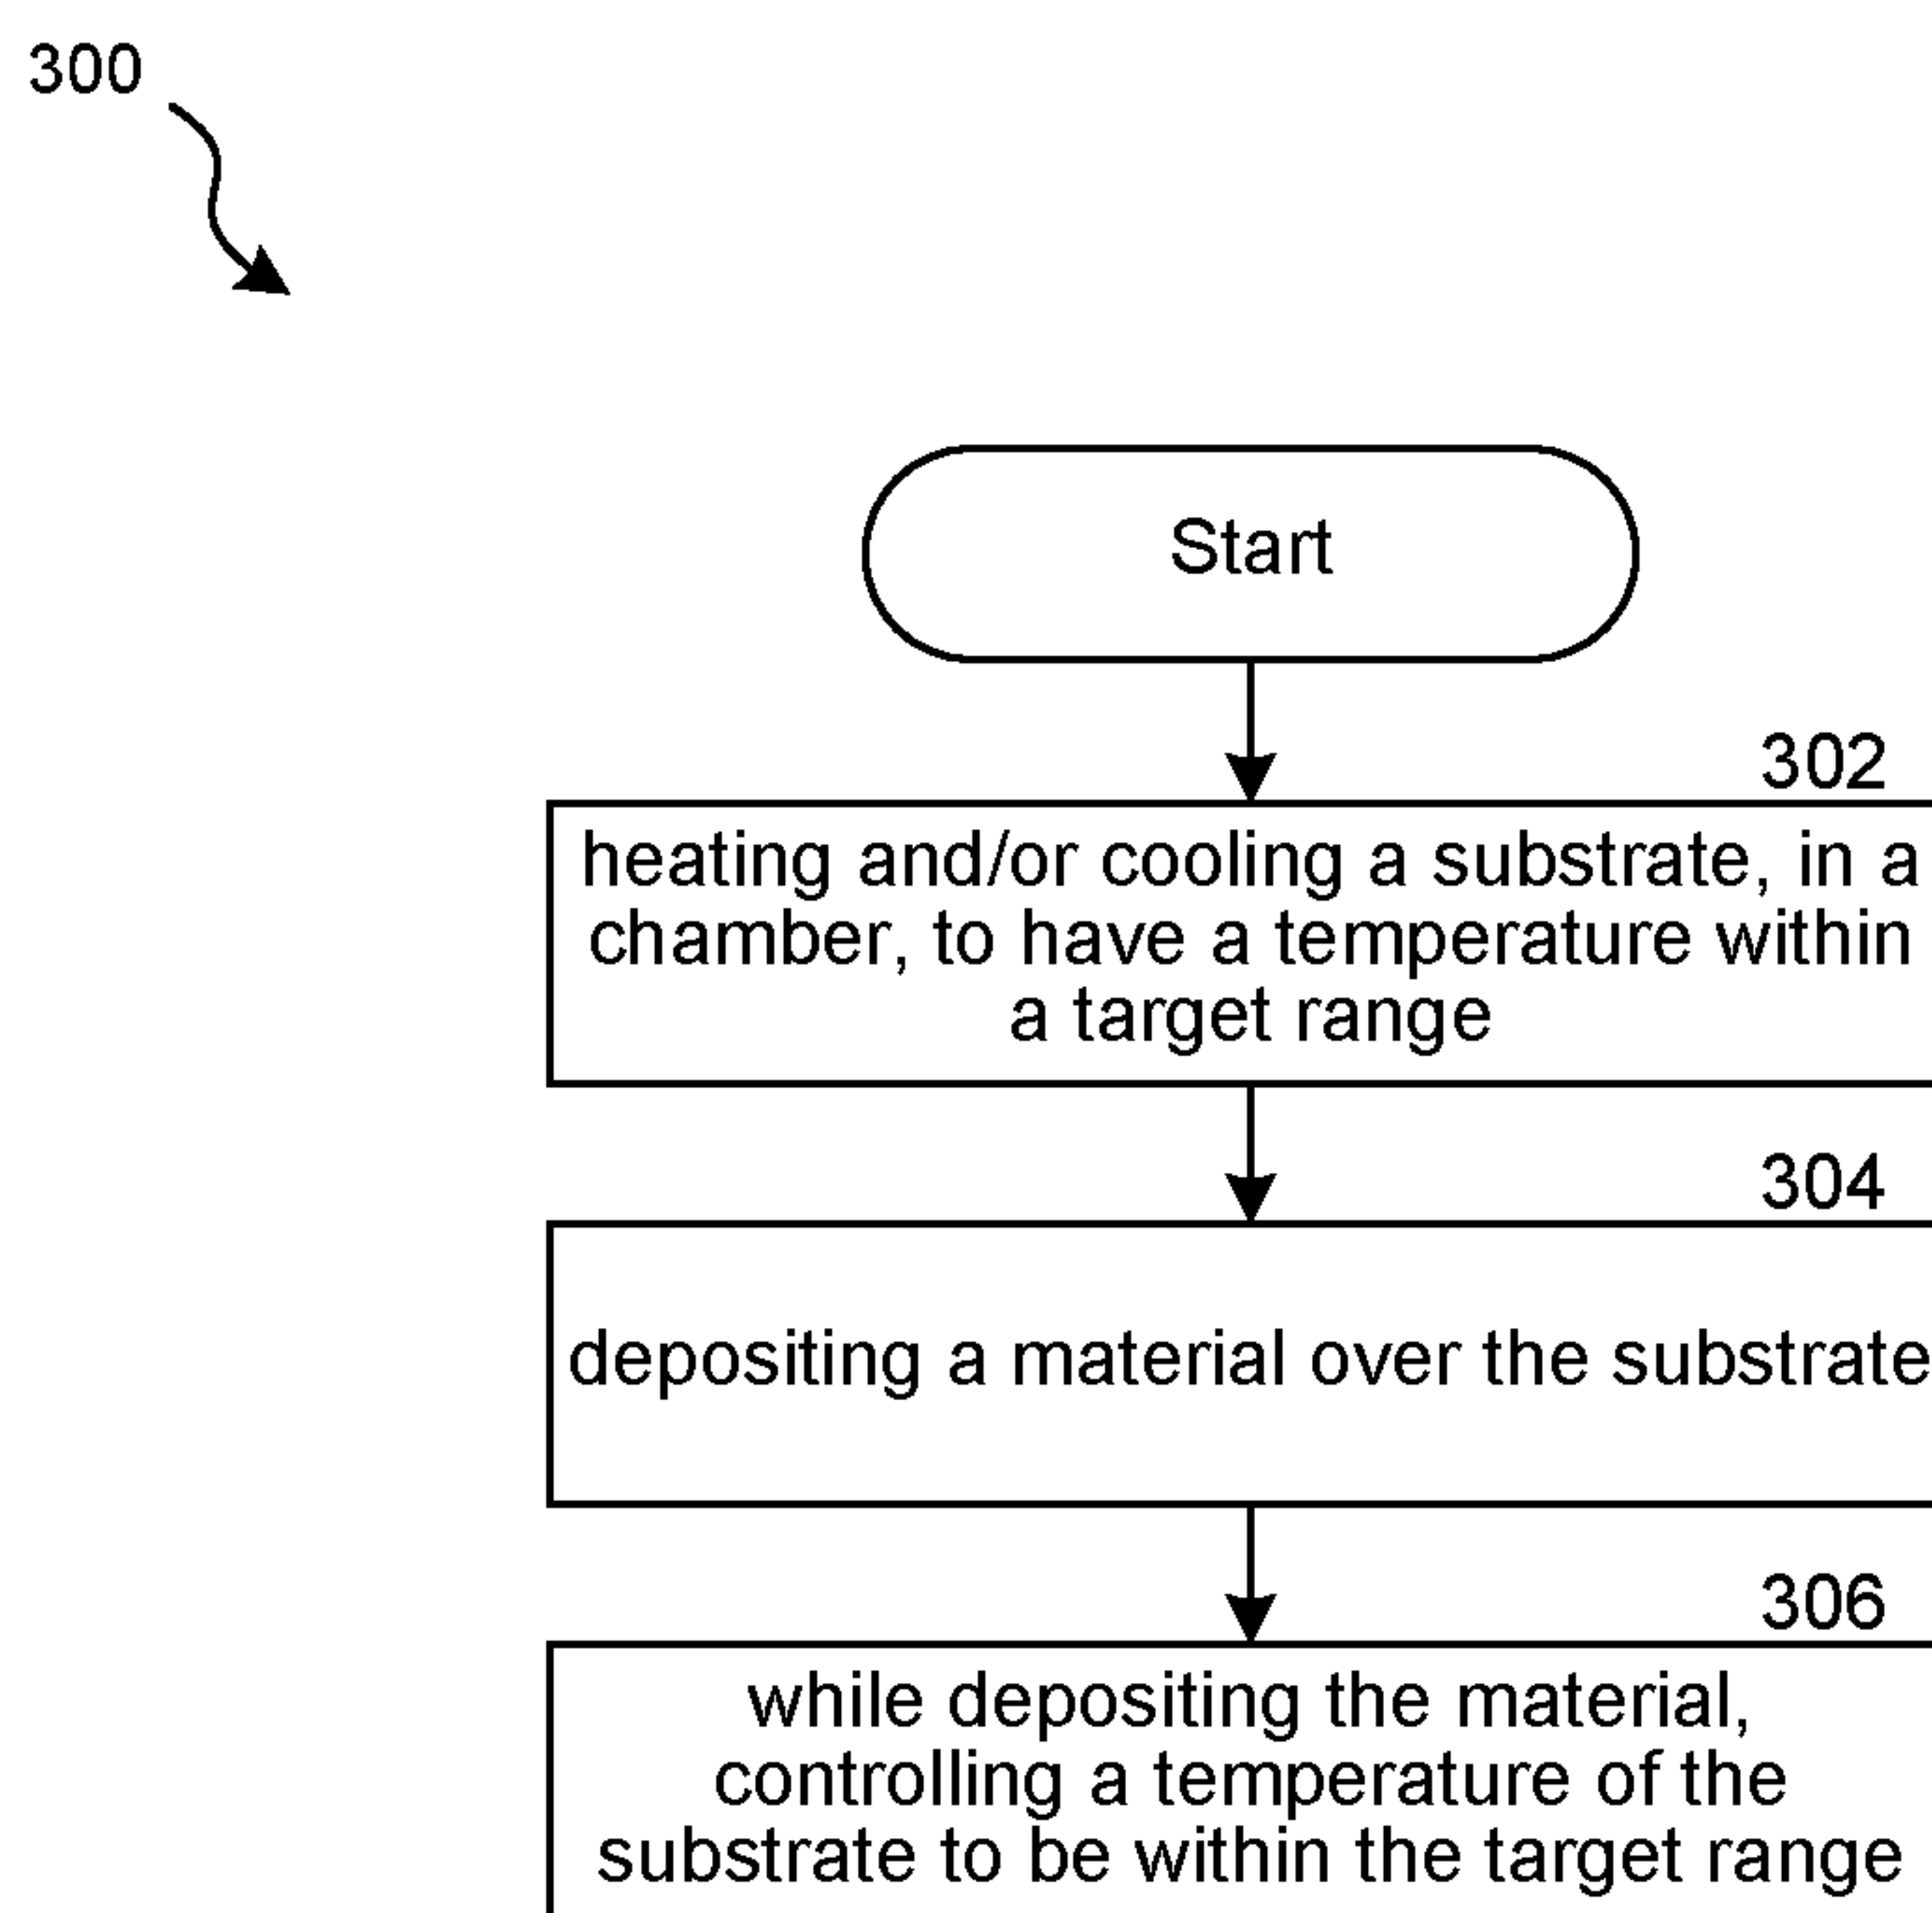 300
Start
302
heating and/or cooling a substrate, in a
chamber, to have a temperature within
a target range
304
depositing a material over the substrate
306
while depositing the material,
controlling a temperature of the
substrate to be within the target range